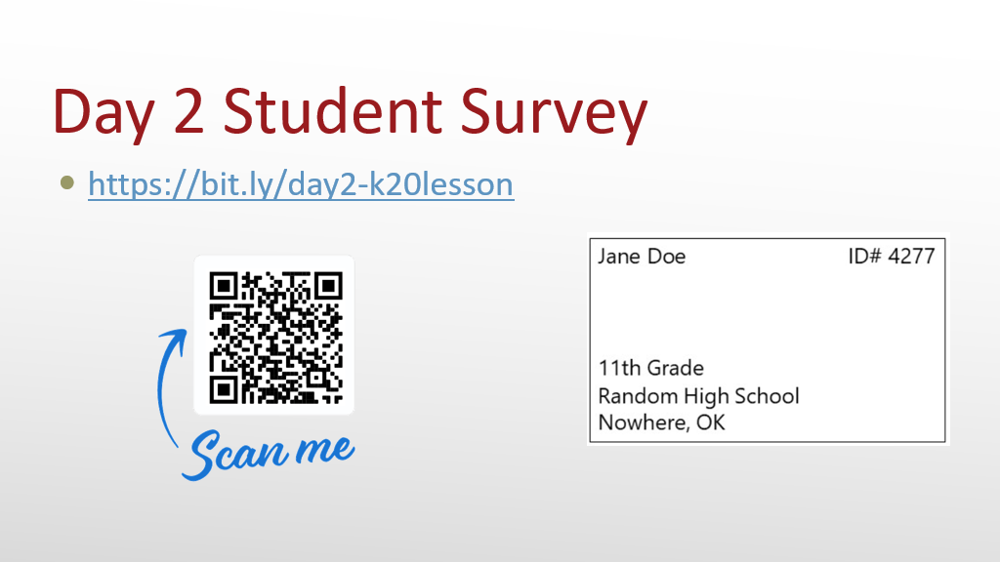 Day 2 Student Survey
https://bit.ly/day2-k20lesson
Jane Doe ID# 4277
11th Grade
Random High School
Nowhere, OK
Scan me